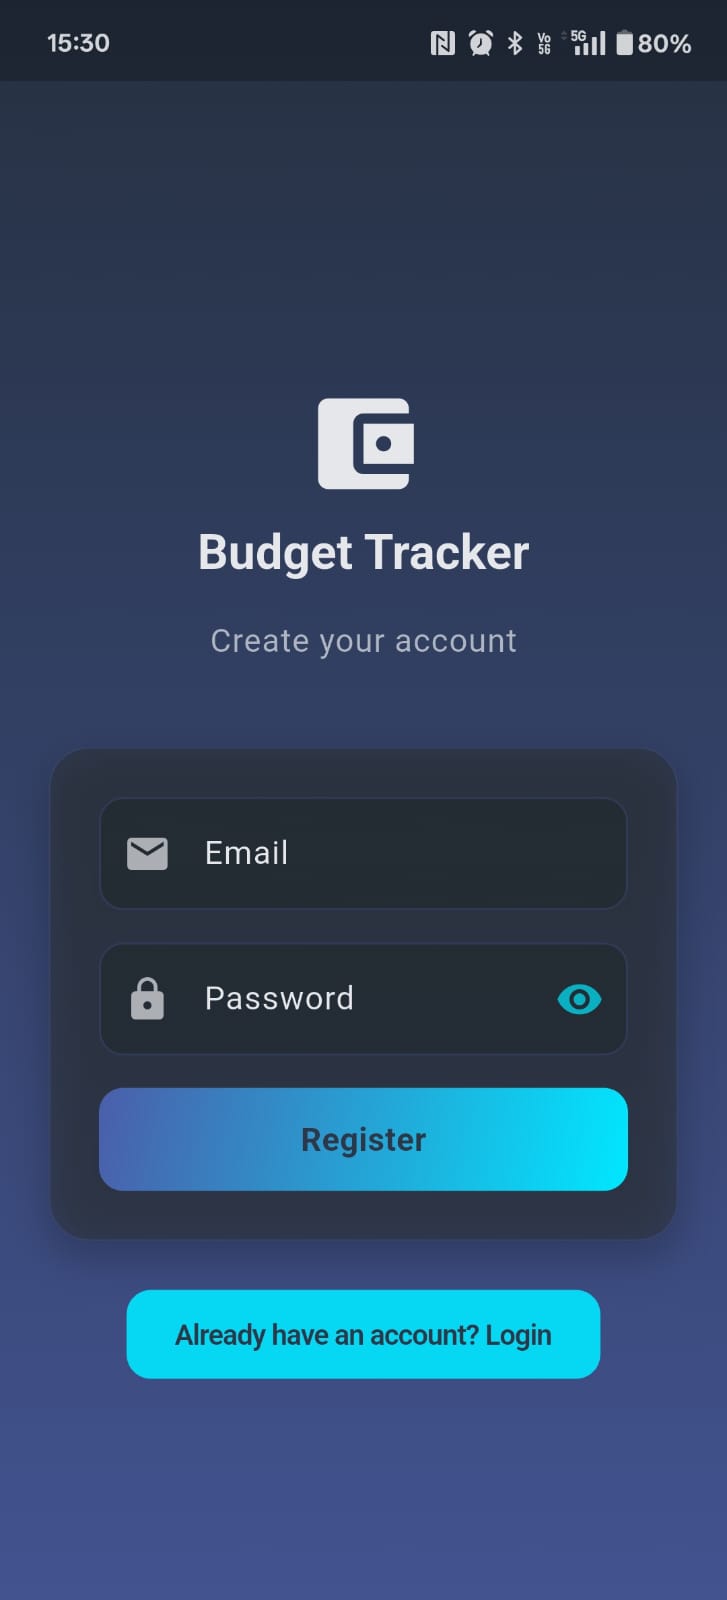 15:30 Vo 5G 5G 80%
Budget Tracker
Create your account
Email
Password
Register
Already have an account? Login